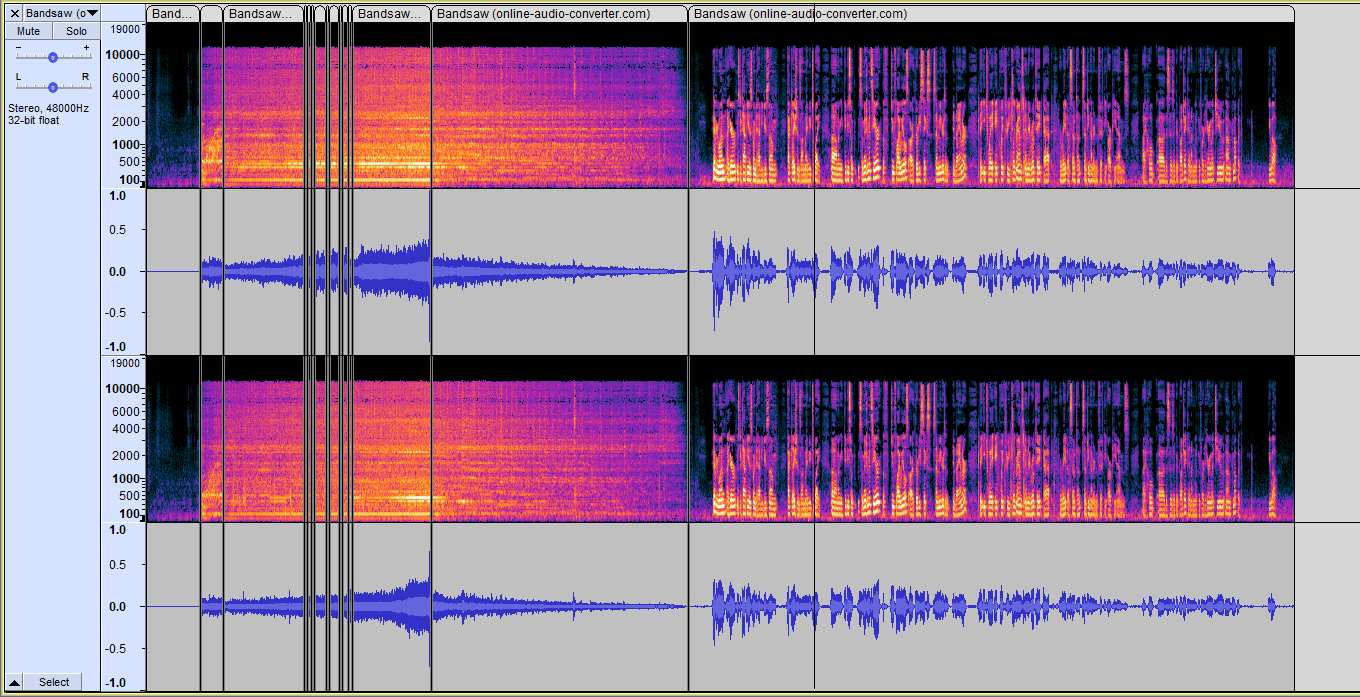 Bandsaw (o
Band...
Bandsaw...
Bandsaw...
Bandsaw (online-audio-converter.com)
Bandsaw (online-audio-converter.com)
Mute
Solo
-
+
L
R
Stereo, 48000Hz
32-bit float
19000
10000
6000
4000
2000
1000
500
100
1.0
0.5
0.0
-0.5
-1.0
19000
10000
6000
4000
2000
1000
500
100
1.0
0.5
0.0
-0.5
-1.0
Select